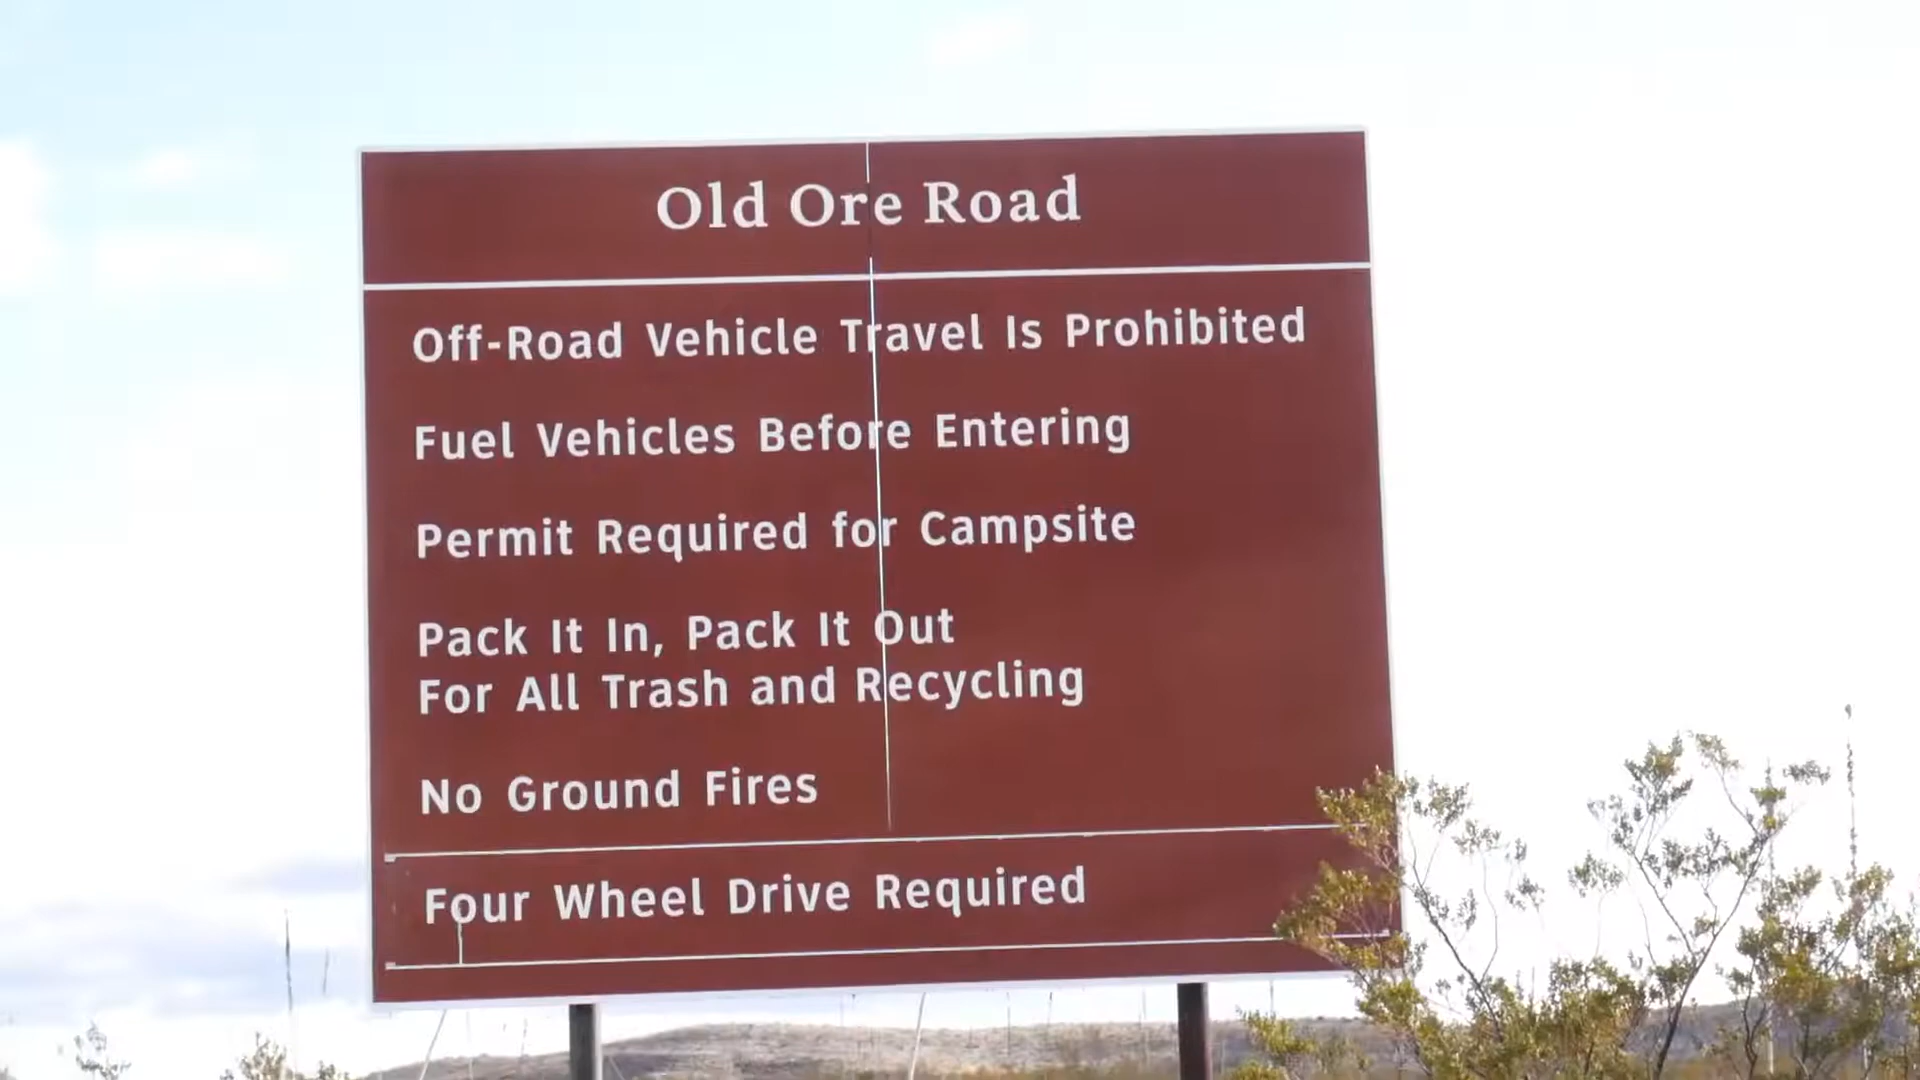 Old Ore Road
Off-Road Vehicle Travel Is Prohibited
Fuel Vehicles Before Entering
Permit Required for Campsite
Pack It In, Pack It Out
For All Trash and Recycling
No Ground Fires
Four Wheel Drive Required